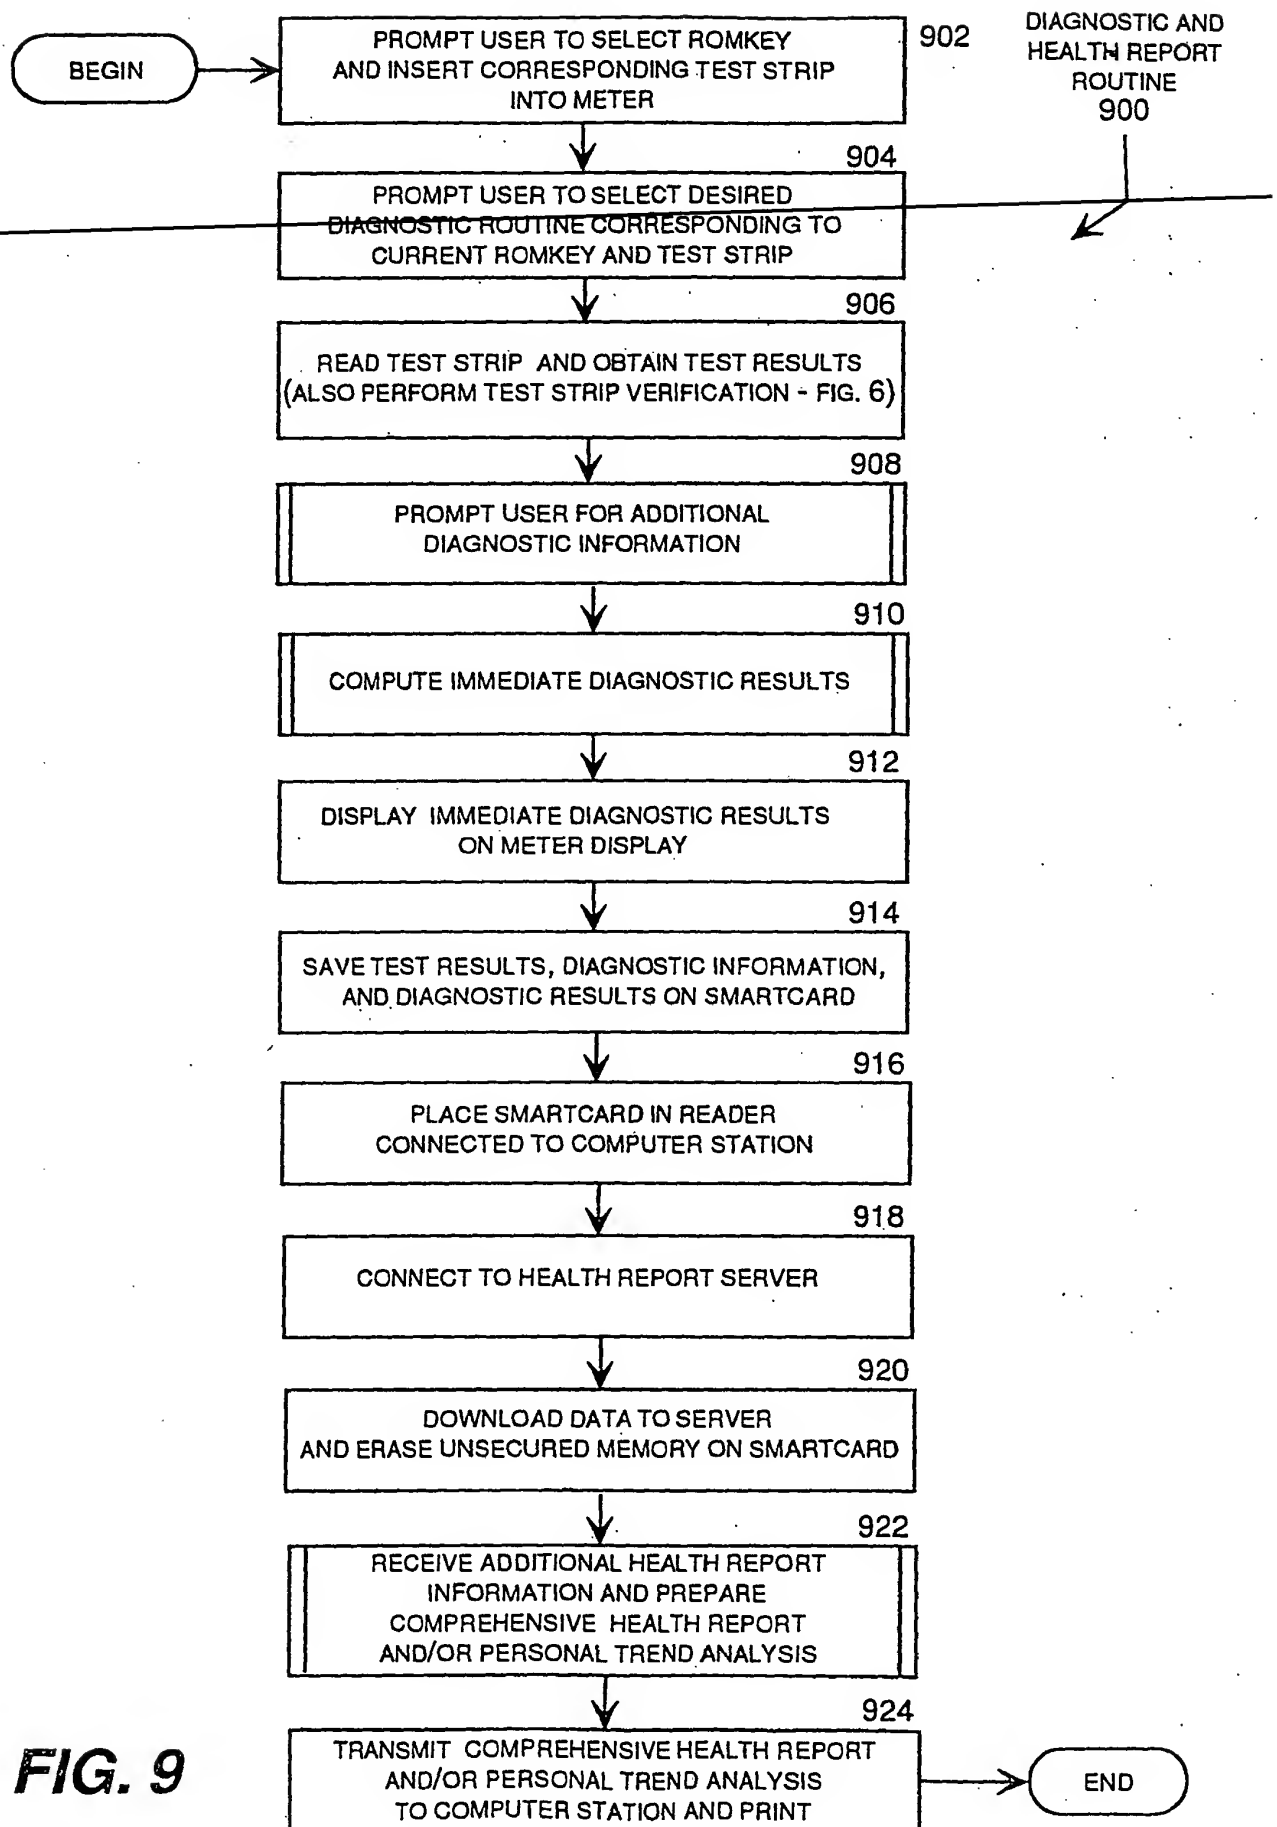 BEGIN
PROMPT USER TO SELECT ROMKEY
AND INSERT CORRESPONDING TEST STRIP
INTO METER
902
DIAGNOSTIC AND
HEALTH REPORT
ROUTINE
900
904
PROMPT USER TO SELECT DESIRED
DIAGNOSTIC ROUTINE CORRESPONDING TO
CURRENT ROMKEY AND TEST STRIP
906
READ TEST STRIP AND OBTAIN TEST RESULTS
(ALSO PERFORM TEST STRIP VERIFICATION - FIG. 6)
908
PROMPT USER FOR ADDITIONAL
DIAGNOSTIC INFORMATION
910
COMPUTE IMMEDIATE DIAGNOSTIC RESULTS
912
DISPLAY IMMEDIATE DIAGNOSTIC RESULTS
ON METER DISPLAY
914
SAVE TEST RESULTS, DIAGNOSTIC INFORMATION,
AND DIAGNOSTIC RESULTS ON SMARTCARD
916
PLACE SMARTCARD IN READER
CONNECTED TO COMPUTER STATION
918
CONNECT TO HEALTH REPORT SERVER
920
DOWNLOAD DATA TO SERVER
AND ERASE UNSECURED MEMORY ON SMARTCARD
922
RECEIVE ADDITIONAL HEALTH REPORT
INFORMATION AND PREPARE
COMPREHENSIVE HEALTH REPORT
AND/OR PERSONAL TREND ANALYSIS
924
TRANSMIT COMPREHENSIVE HEALTH REPORT
AND/OR PERSONAL TREND ANALYSIS
TO COMPUTER STATION AND PRINT
END
FIG. 9